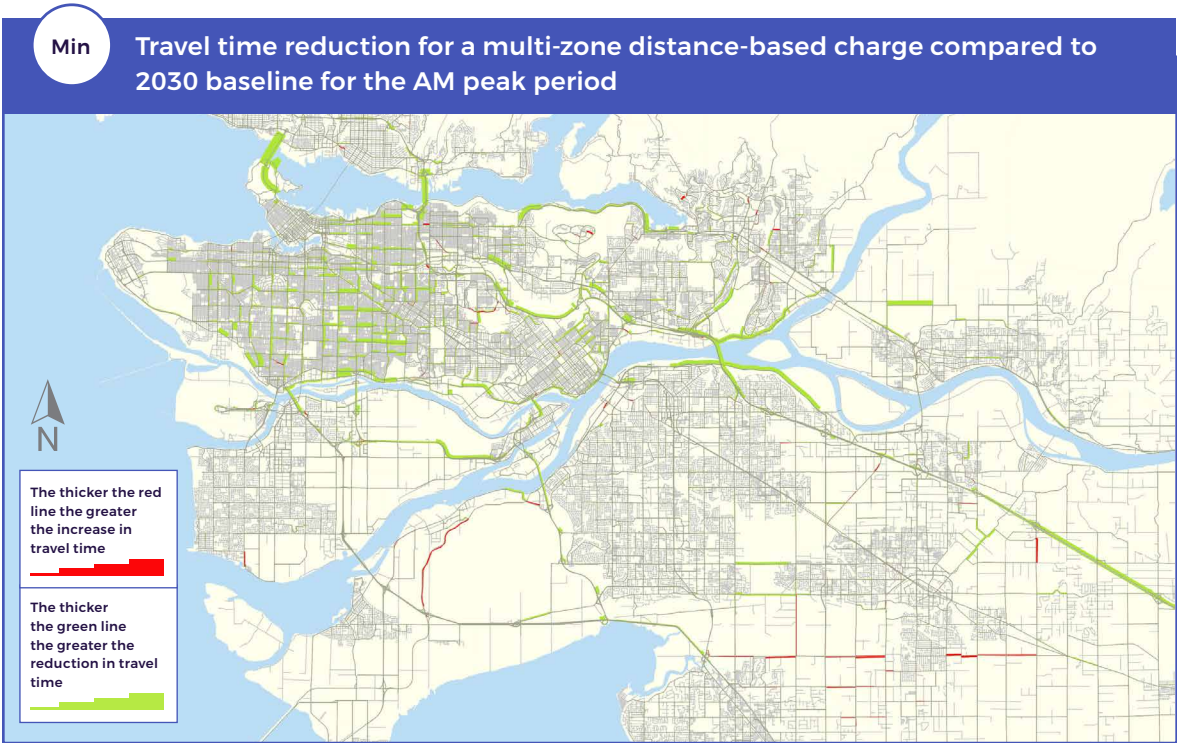 Min
Travel time reduction for a multi-zone distance-based charge compared to
2030 baseline for the AM peak period
N
The thicker the red
line the greater
the increase in
travel time
The thicker
the green line
the greater the
reduction in travel
time